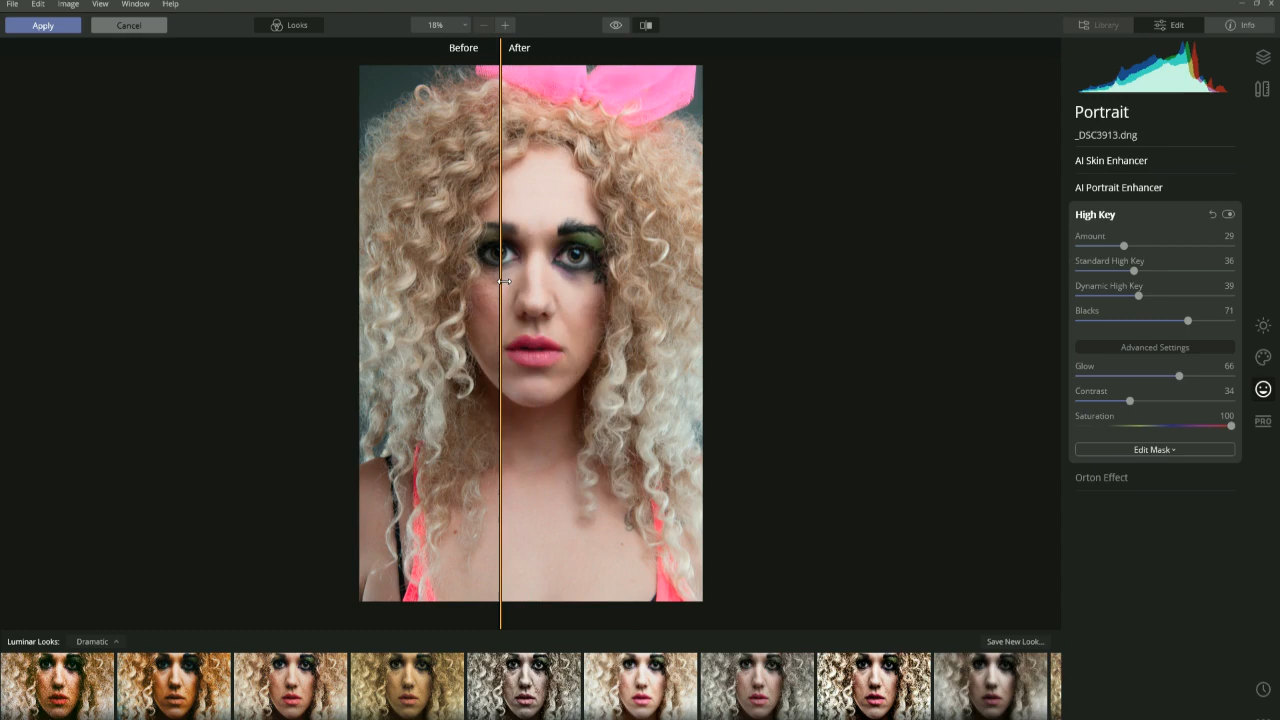 File Edit Image View Window Help
Apply Cancel Looks 18% Library Edit Info
Before After
Portrait
_DSC3913.dng
AI Skin Enhancer
AI Portrait Enhancer
High Key
Amount 29
Standard High Key 36
Dynamic High Key 39
Blacks 71
Advanced Settings
Glow 66
Contrast 34
Saturation 100
Edit Mask
Orton Effect
PRO
Luminar Looks: Dramatic Save New Look...